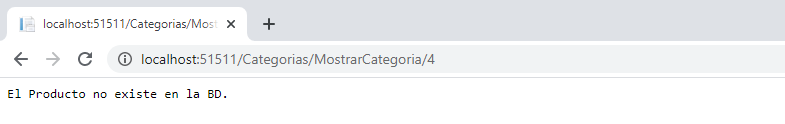 localhost:51511/Categorias/Most
localhost:51511/Categorias/MostrarCategoria/4
El Producto no existe en la BD.